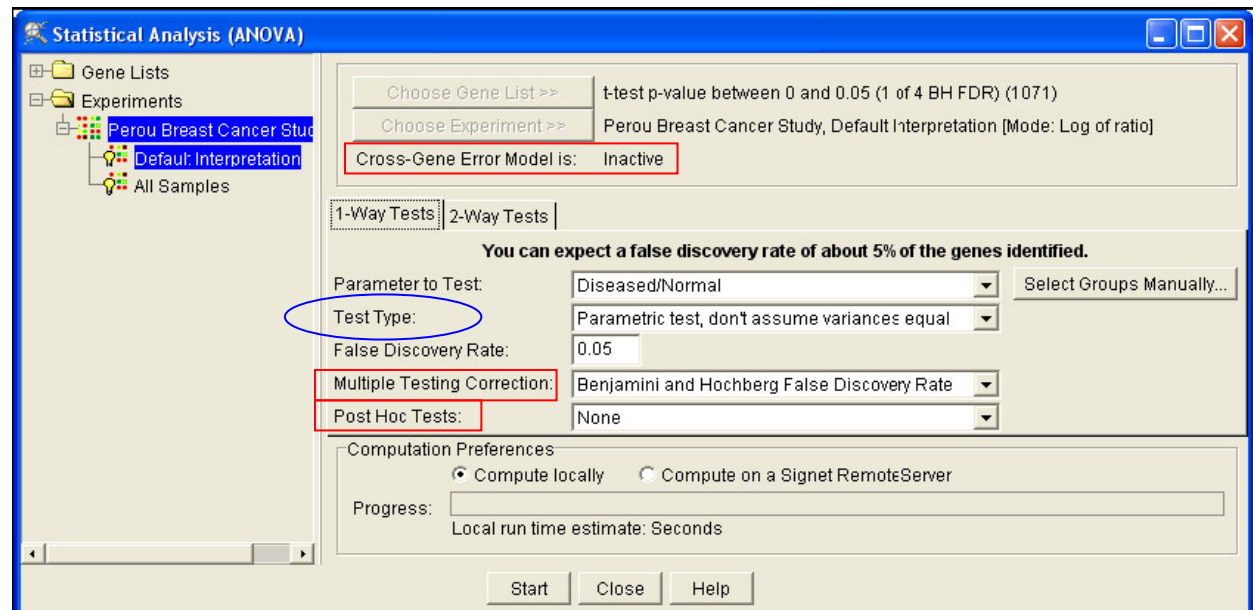 Statistical Analysis (ANOVA)
Gene Lists
Experiments
Perou Breast Cancer Stud
Default Interpretation
All Samples
Choose Gene List >>
t-test p-value between 0 and 0.05 (1 of 4 BH FDR) (1071)
Choose Experiment >>
Perou Breast Cancer Study, Default Interpretation [Mode: Log of ratio]
Cross-Gene Error Model is: Inactive
1-Way Tests 2-Way Tests
You can expect a false discovery rate of about 5% of the genes identified.
Parameter to Test: Diseased/Normal Select Groups Manually...
Test Type: Parametric test, don't assume variances equal
False Discovery Rate: 0.05
Multiple Testing Correction: Benjamini and Hochberg False Discovery Rate
Post Hoc Tests: None
Computation Preferences
Compute locally Compute on a Signet RemoteServer
Progress:
Local run time estimate: Seconds
Start Close Help